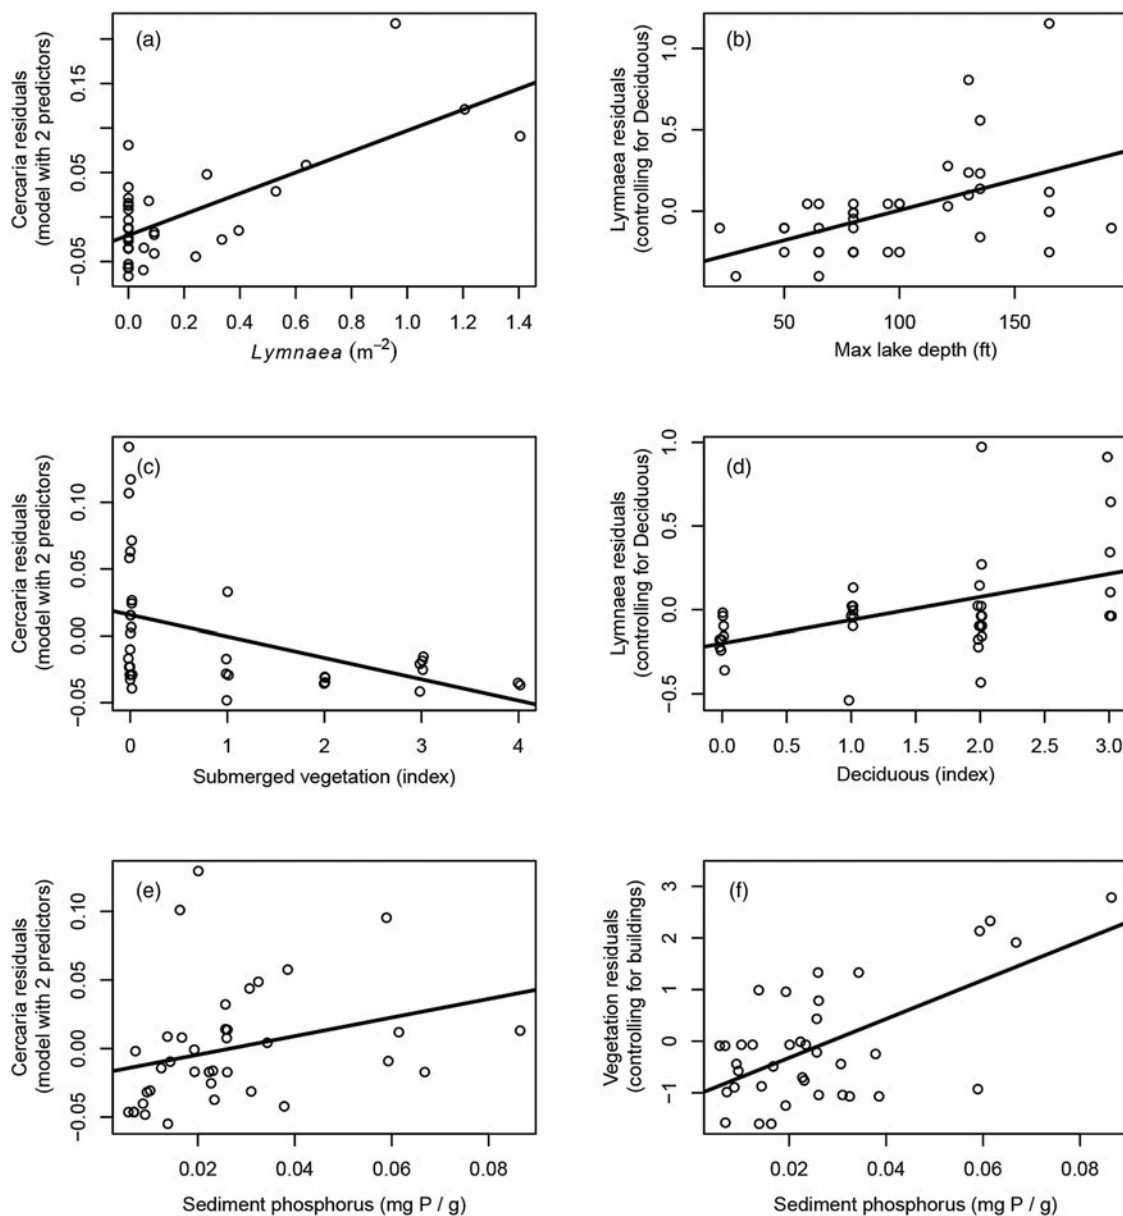 (a)
Cercaria residuals
(model with 2 predictors)
0.15
0.05
−0.05
0.0 0.2 0.4 0.6 0.8 1.0 1.2 1.4
Lymnaea (m−2)
(b)
Lymnaea residuals
(controlling for Deciduous)
1.0
0.5
0.0
50 100 150
Max lake depth (ft)
(c)
Cercaria residuals
(model with 2 predictors)
0.10
0.05
0.00
−0.05
0 1 2 3 4
Submerged vegetation (index)
(d)
Lymnaea residuals
(controlling for Deciduous)
1.0
0.5
0.0
−0.5
0.0 0.5 1.0 1.5 2.0 2.5 3.0
Deciduous (index)
(e)
Cercaria residuals
(model with 2 predictors)
0.10
0.05
0.00
−0.05
0.02 0.04 0.06 0.08
Sediment phosphorus (mg P / g)
(f)
Vegetation residuals
(controlling for buildings)
3
2
1
0
−1
0.02 0.04 0.06 0.08
Sediment phosphorus (mg P / g)